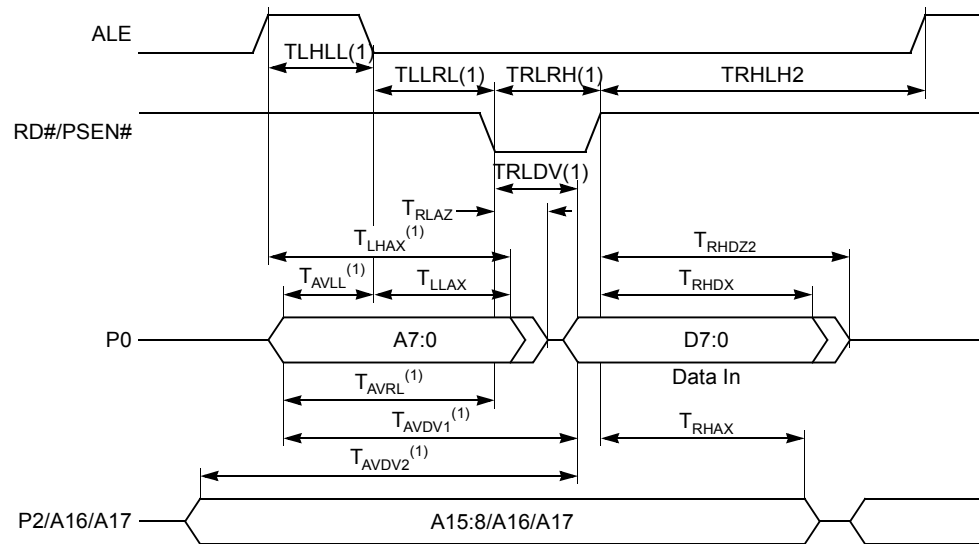 ALE
TLHLL(1)
TLLRL(1) TRLRH(1) TRHLH2
RD#/PSEN#
TRLDV(1)
TRLAZ
TLHAX(1) TRHDZ2
TAVLL(1) TLLAX TRHDX
P0 A7:0 D7:0
Data In
TAVRL(1)
TAVDV1(1) TRHAX
TAVDV2(1)
P2/A16/A17 A15:8/A16/A17